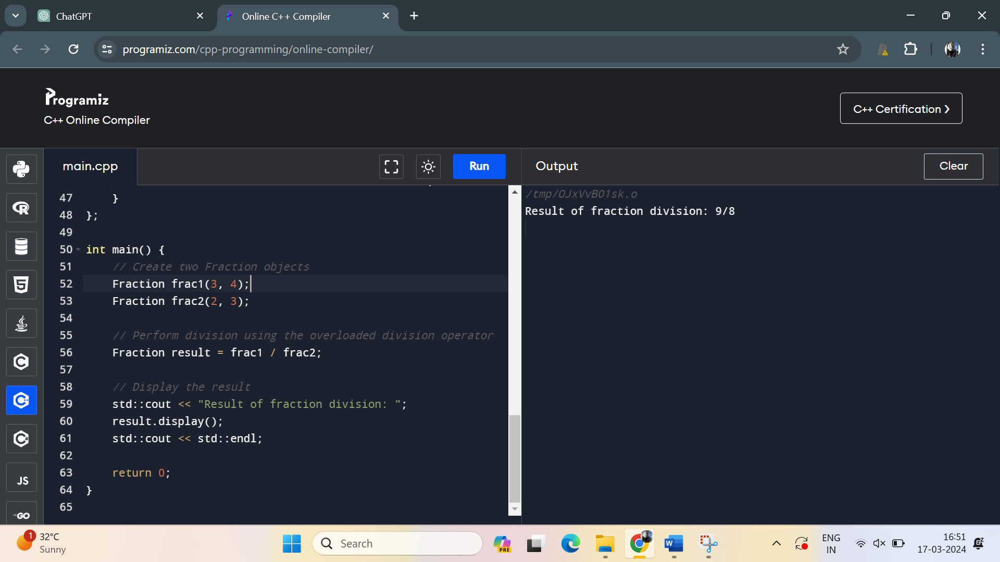 ChatGPT
Online C++ Compiler
programiz.com/cpp-programming/online-compiler/
Programiz
C++ Online Compiler
C++ Certification ❯
main.cpp
Run
Output
Clear
47 }
48 };
49
50 int main() {
51 // Create two Fraction objects
52 Fraction frac1(3, 4);
53 Fraction frac2(2, 3);
54
55 // Perform division using the overloaded division operator
56 Fraction result = frac1 / frac2;
57
58 // Display the result
59 std::cout << "Result of fraction division: ";
60 result.display();
61 std::cout << std::endl;
62
63 return 0;
64 }
65
/tmp/OJxVvBO1sk.o
Result of fraction division: 9/8
JS
GO
1
32°C
Sunny
Search
PRE
W
ENG
IN
16:51
17-03-2024